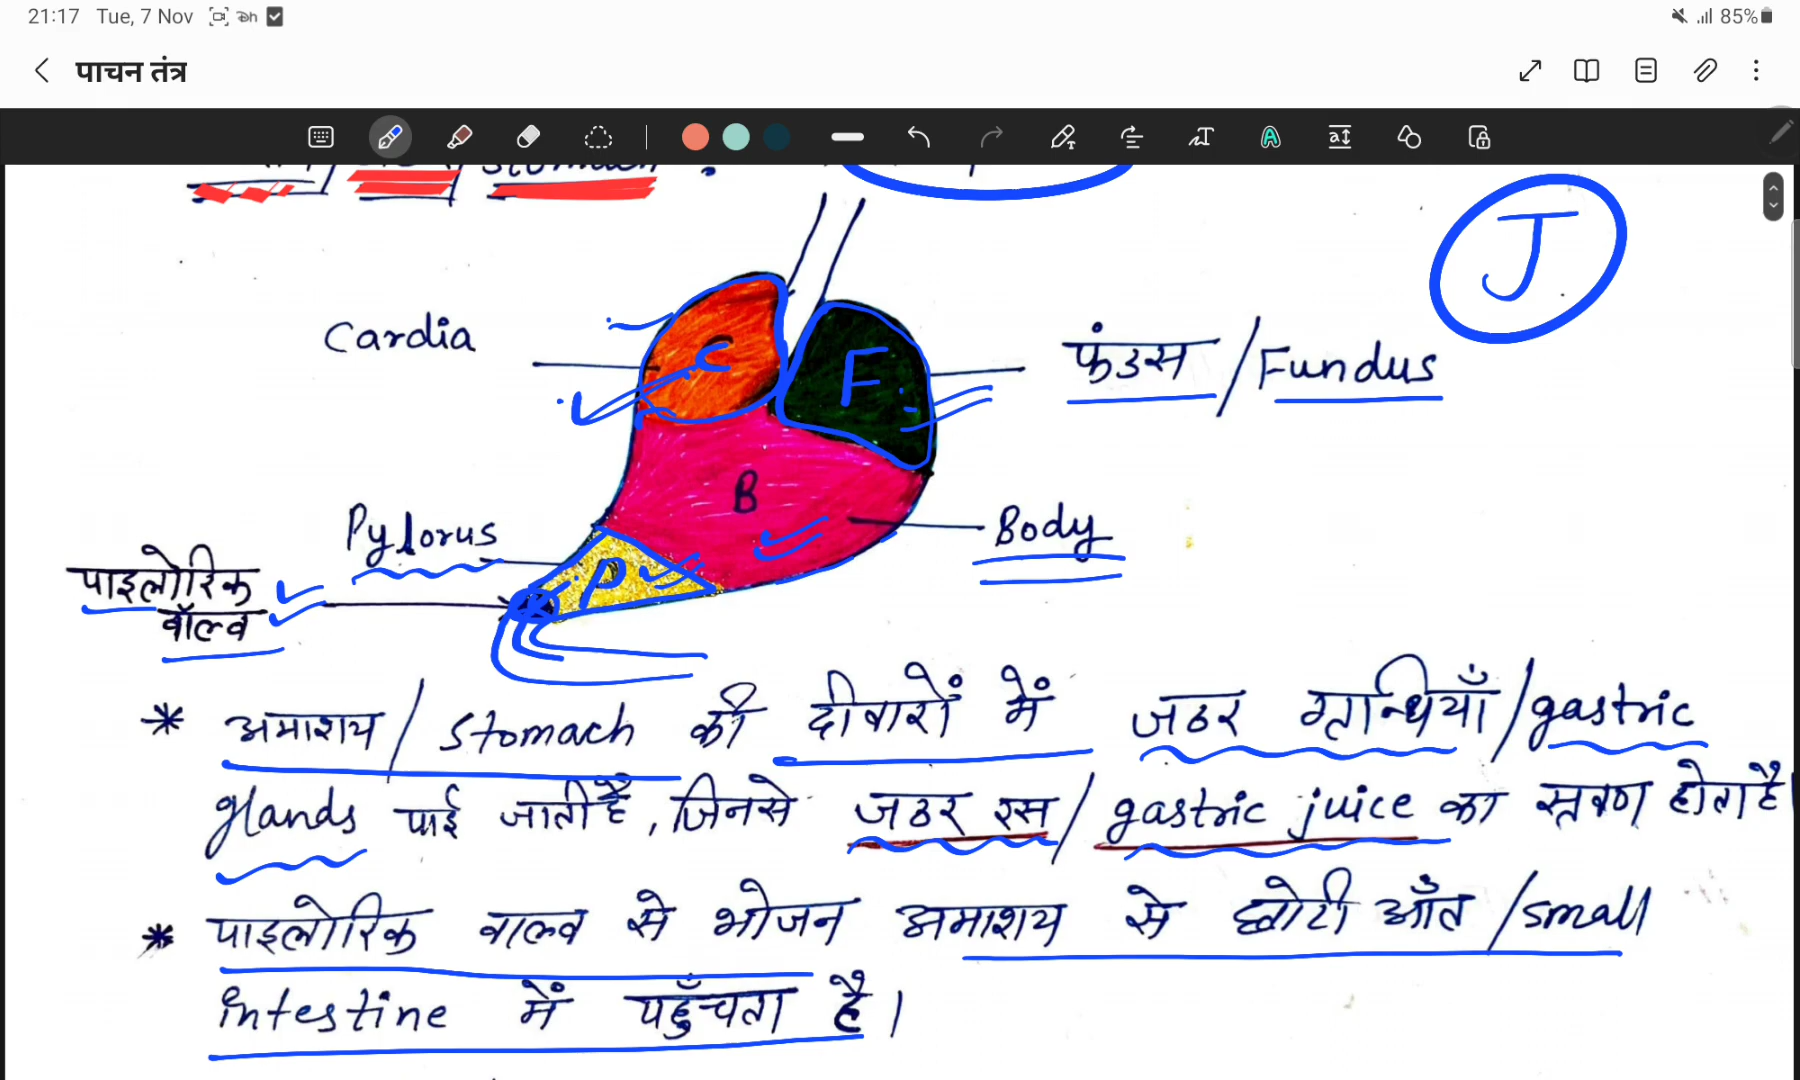 21:17 Tue, 7 Nov
85%
पाचन तंत्र
Stomach :
J
Cardia
C
F
फंडस / Fundus
B
Body
Pylorus
P
पाइलोरिक
वॉल्व
* अमाशय / Stomach की दीवारों में जठर ग्रन्थियाँ / gastric
glands पाई जाती है, जिनसे जठर रस / gastric juice का स्त्रवण होता है
* पाइलोरिक वाल्व से भोजन अमाशय से छोटी आँत / small
intestine में पहुँचता है।